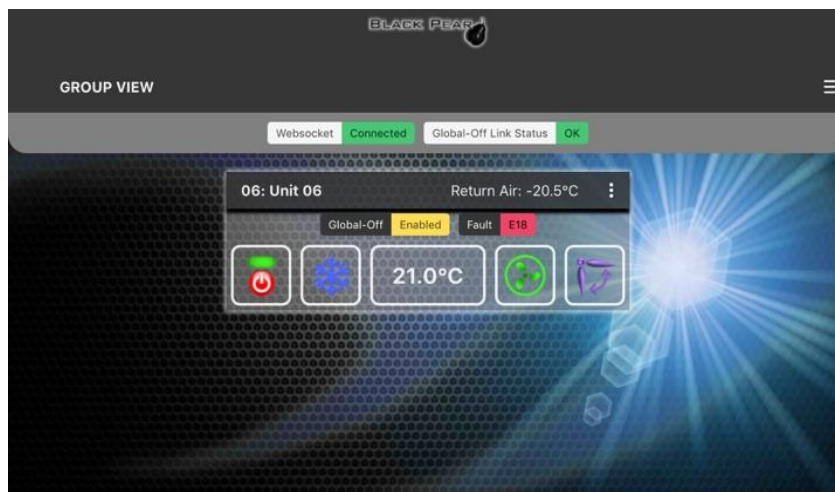 BLACK PEAR
GROUP VIEW
Websocket Connected Global-Off Link Status OK
06: Unit 06 Return Air: -20.5°C
Global-Off Enabled Fault E18
21.0°C